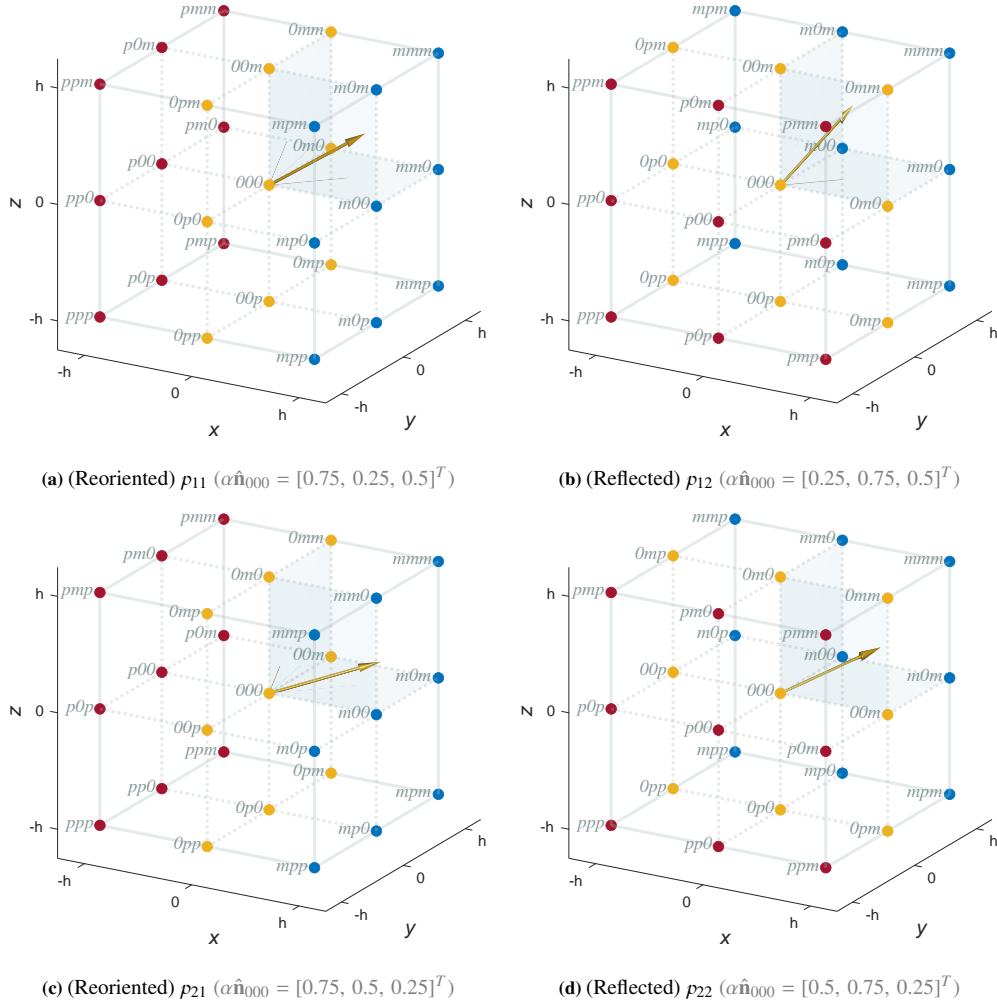 pmm
0mm
p0m
mmm
00m
ppm
m0m
0pm
pm0
mpm
0m0
p00
mm0
000
pp0
m00
0p0
pmp
mp0
0mp
p0p
mmp
00p
ppp
m0p
0pp
mpp
h
0
-h
z
-h
0
h
x
-h
0
h
y
(a) (Reoriented) p₁₁ (αn̂₀₀₀ = [0.75, 0.25, 0.5]ᵀ)
mpm
m0m
0pm
mmm
00m
ppm
0mm
p0m
mp0
pmm
m00
0p0
mm0
000
pp0
0m0
p00
mpp
pm0
m0p
0pp
mmp
00p
ppp
0mp
p0p
pmp
h
0
-h
z
-h
0
h
x
-h
0
h
y
(b) (Reflected) p₁₂ (αn̂₀₀₀ = [0.25, 0.75, 0.5]ᵀ)
pmm
0mm
pm0
mmm
0m0
pmp
mm0
0mp
p0m
mmp
00m
p00
m0m
000
p0p
m00
00p
ppm
m0p
0pm
pp0
mpm
0p0
ppp
mp0
0pp
mpp
h
0
-h
z
-h
0
h
x
-h
0
h
y
(c) (Reoriented) p₂₁ (αn̂₀₀₀ = [0.75, 0.5, 0.25]ᵀ)
mmp
mm0
0mp
mmm
0m0
pmp
0mm
pm0
m0p
pmm
m00
00p
m0m
000
p0p
00m
p00
mpp
p0m
mp0
0pp
mpm
0p0
ppp
0pm
pp0
ppm
h
0
-h
z
-h
0
h
x
-h
0
h
y
(d) (Reflected) p₂₂ (αn̂₀₀₀ = [0.5, 0.75, 0.25]ᵀ)